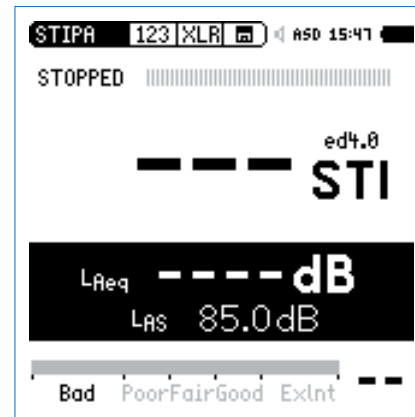 STIPA 123 XLR ASD 15:47
STOPPED
ed4.0
--- STI
LAeq ----dB
LAS 85.0dB
Bad Poor Fair Good Exlnt --